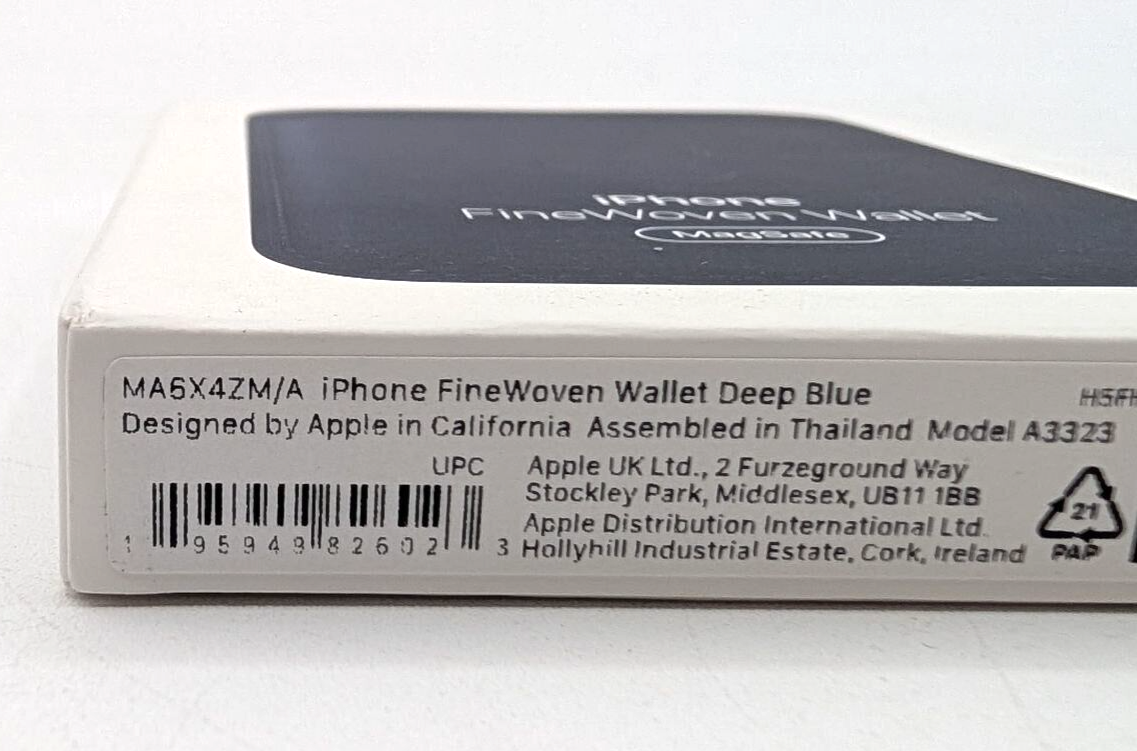 iPhone
FineWoven Wallet
MagSafe
MA6X4ZM/A iPhone FineWoven Wallet Deep Blue
Designed by Apple in California Assembled in Thailand Model A3323
UPC
1 95949 82602 3
Apple UK Ltd., 2 Furzeground Way
Stockley Park, Middlesex, UB11 1BB
Apple Distribution International Ltd.
Hollyhill Industrial Estate, Cork, Ireland
21
PAP